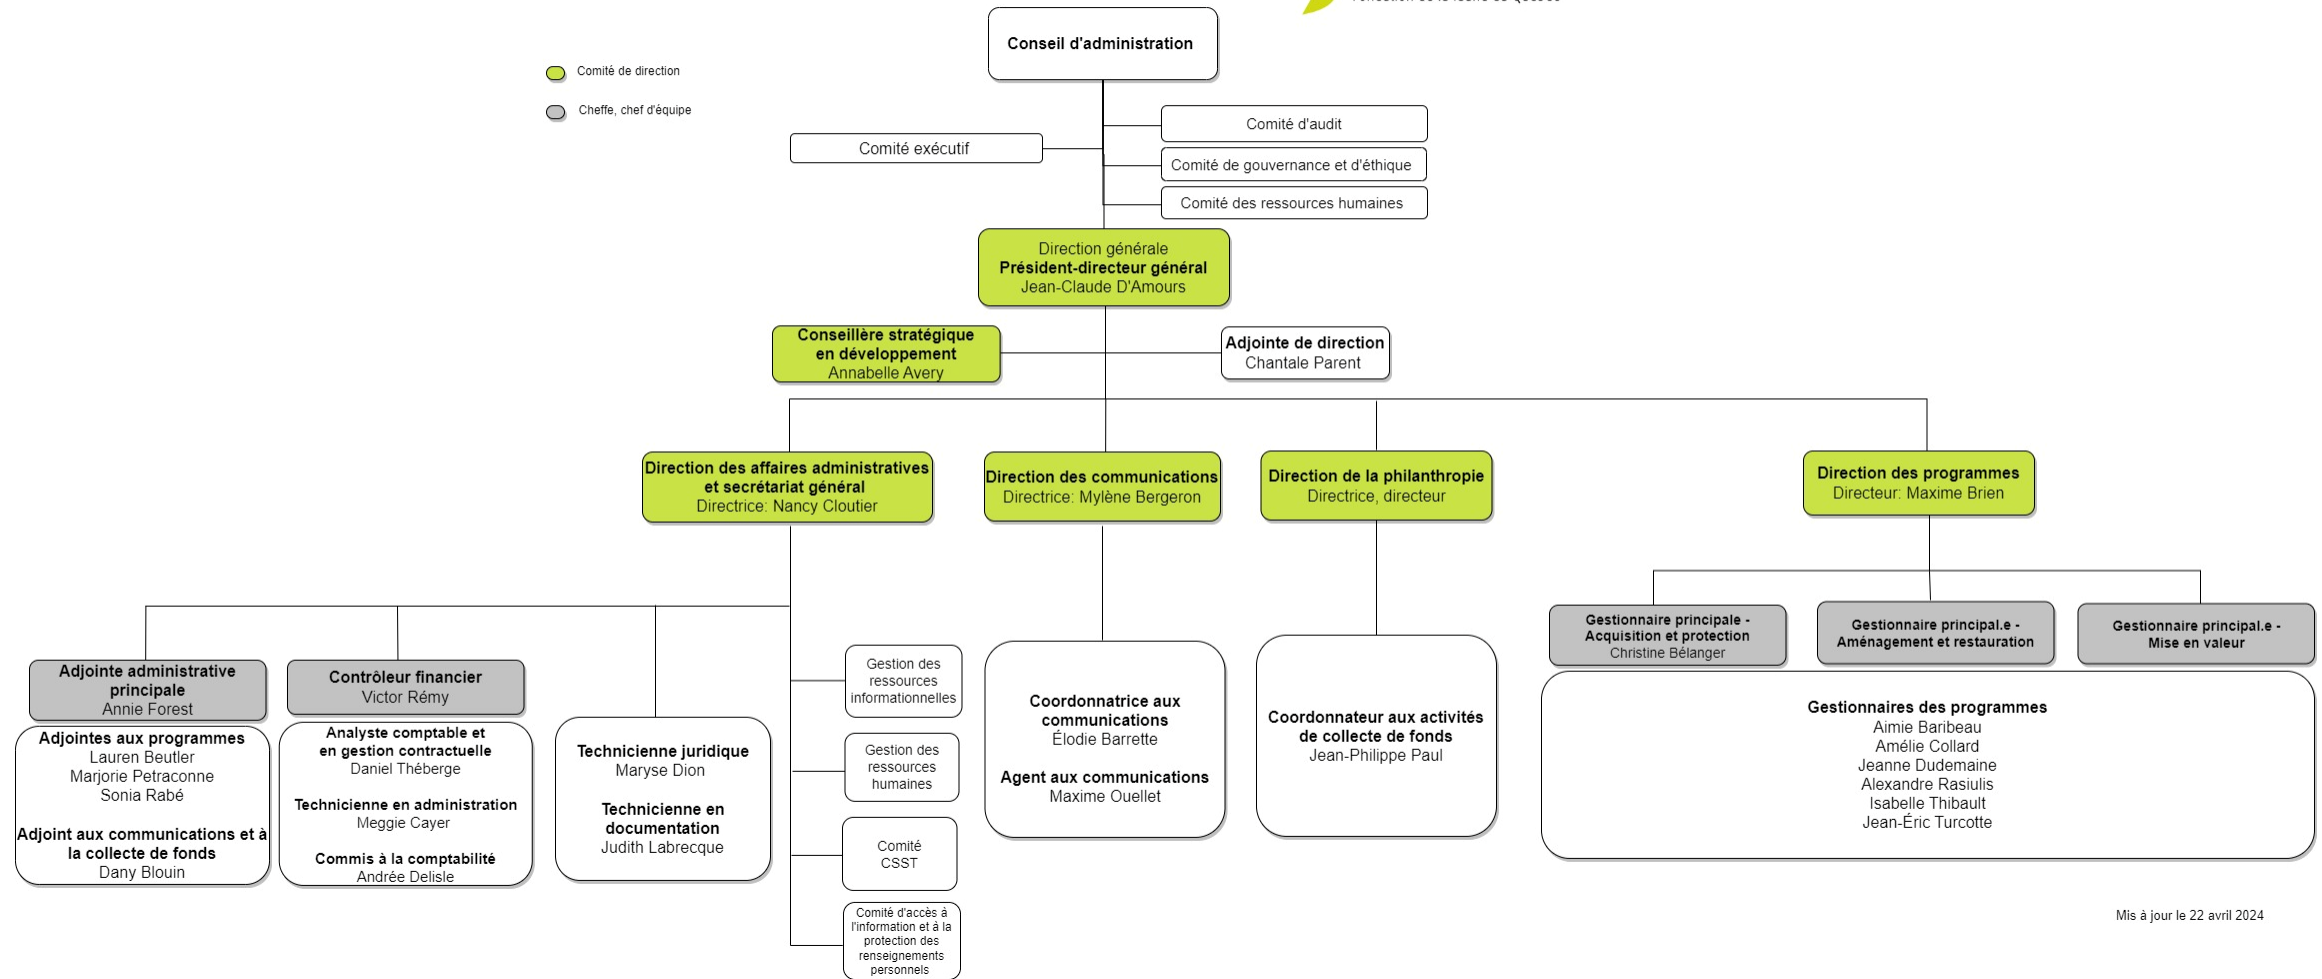 Conseil d'administration
Comité de direction
Cheffe, chef d'équipe
Comité d'audit
Comité exécutif
Comité de gouvernance et d'éthique
Comité des ressources humaines
Direction générale
Président-directeur général
Jean-Claude D'Amours
Conseillère stratégique
en développement
Annabelle Avery
Adjointe de direction
Chantale Parent
Direction des affaires administratives
et secrétariat général
Directrice: Nancy Cloutier
Direction des communications
Directrice: Mylène Bergeron
Direction de la philanthropie
Directrice, directeur
Direction des programmes
Directeur: Maxime Brien
Adjointe administrative
principale
Annie Forest
Adjointes aux programmes
Lauren Beutler
Marjorie Petraconne
Sonia Rabé
Adjoint aux communications et à
la collecte de fonds
Dany Blouin
Contrôleur financier
Victor Rémy
Analyste comptable et
en gestion contractuelle
Daniel Théberge
Technicienne en administration
Meggie Cayer
Commis à la comptabilité
Andrée Delisle
Technicienne juridique
Maryse Dion
Technicienne en
documentation
Judith Labrecque
Gestion des
ressources
informationnelles
Gestion des
ressources
humaines
Comité
CSST
Comité d'accès à
l'information et à la
protection des
renseignements
personnels
Coordonnatrice aux
communications
Élodie Barrette
Agent aux communications
Maxime Ouellet
Coordonnateur aux activités
de collecte de fonds
Jean-Philippe Paul
Gestionnaire principale -
Acquisition et protection
Christine Bélanger
Gestionnaire principal.e -
Aménagement et restauration
Gestionnaire principal.e -
Mise en valeur
Gestionnaires des programmes
Aimie Baribeau
Amélie Collard
Jeanne Dudemaine
Alexandre Rasiulis
Isabelle Thibault
Jean-Éric Turcotte
Mis à jour le 22 avril 2024